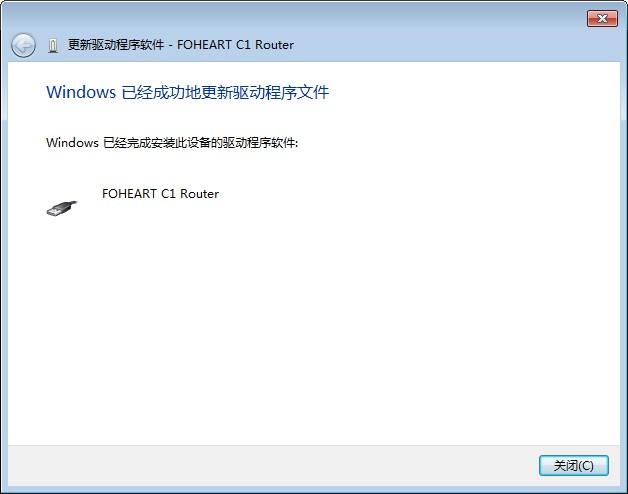 更新驱动程序软件 - FOHEART C1 Router
Windows 已经成功地更新驱动程序文件
Windows 已经完成安装此设备的驱动程序软件:
FOHEART C1 Router
关闭(C)